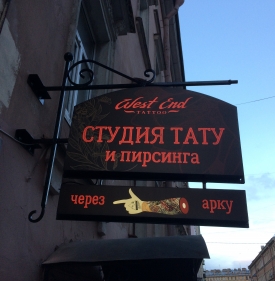 West End
TATTOO
СТУДИЯ ТАТУ
и пирсинга
через арку